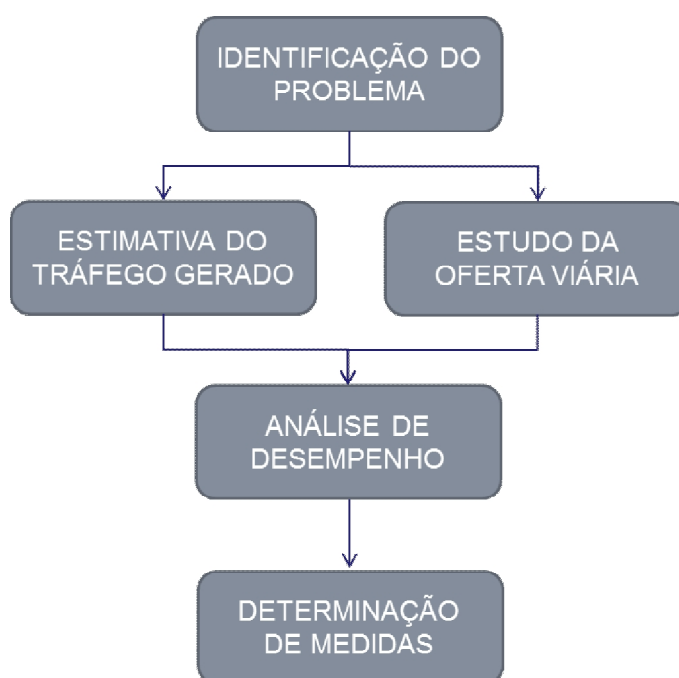 IDENTIFICAÇÃO DO
PROBLEMA
ESTIMATIVA DO
TRÁFEGO GERADO
ESTUDO DA
OFERTA VIÁRIA
ANÁLISE DE
DESEMPENHO
DETERMINAÇÃO
DE MEDIDAS